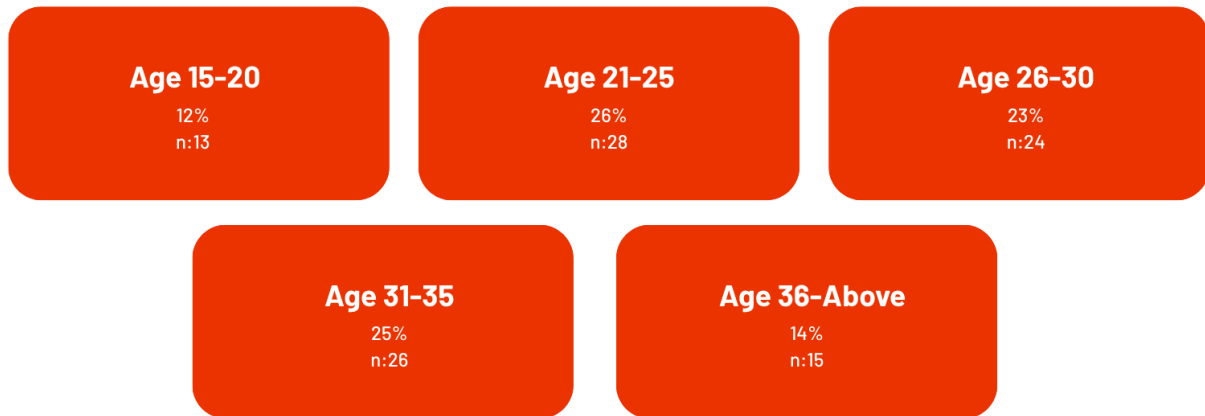 Age 15-20
12%
n:13
Age 21-25
26%
n:28
Age 26-30
23%
n:24
Age 31-35
25%
n:26
Age 36-Above
14%
n:15